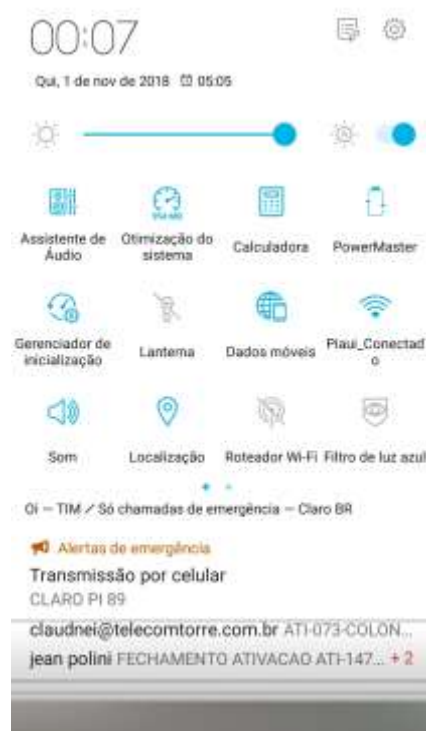 00:07
Qui, 1 de nov de 2018 05:05
Assistente de Áudio
Otimização do sistema
Calculadora
PowerMaster
Gerenciador de inicialização
Lanterna
Dados móveis
Piaui_Conectado
Som
Localização
Roteador Wi-Fi
Filtro de luz azul
Oi — TIM / Só chamadas de emergência — Claro BR
Alertas de emergência
Transmissão por celular
CLARO PI 89
claudnei@telecomtorre.com.br ATI-073-COLON...
jean polini FECHAMENTO ATIVACAO ATI-147... +2